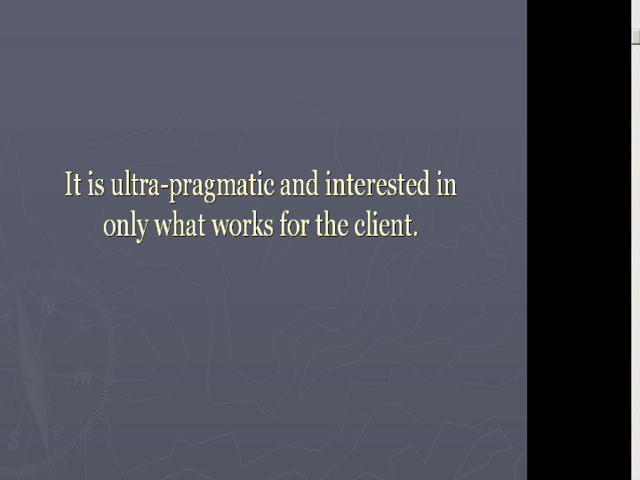 It is ultra-pragmatic and interested in
only what works for the client.
N
E
S